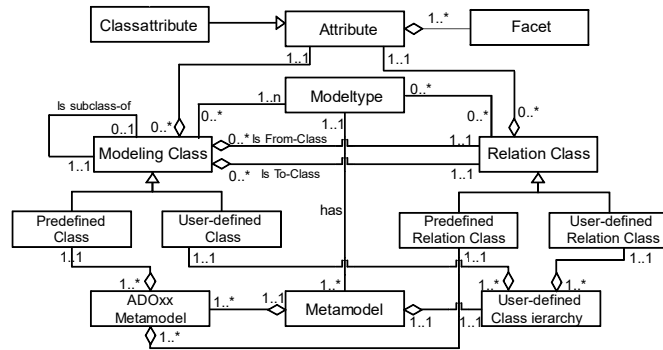 Classattribute
Attribute
1..*
Facet
1..1
1..1
Is subclass-of
1..n
Modeltype
0..*
0..1
0..*
0..*
1..1
0..*
0..*
Modeling Class
0..* Is From-Class
1..1
Relation Class
1..1
0..*
Is To-Class
1..1
Predefined
Class
User-defined
Class
has
Predefined
Relation Class
User-defined
Relation Class
1..1
1..1
1..1
1..1
1..*
1..*
1..*
1..*
ADOxx
Metamodel
1..*
1..1
Metamodel
1..1
1..1
User-defined
Class ierarchy
1..*